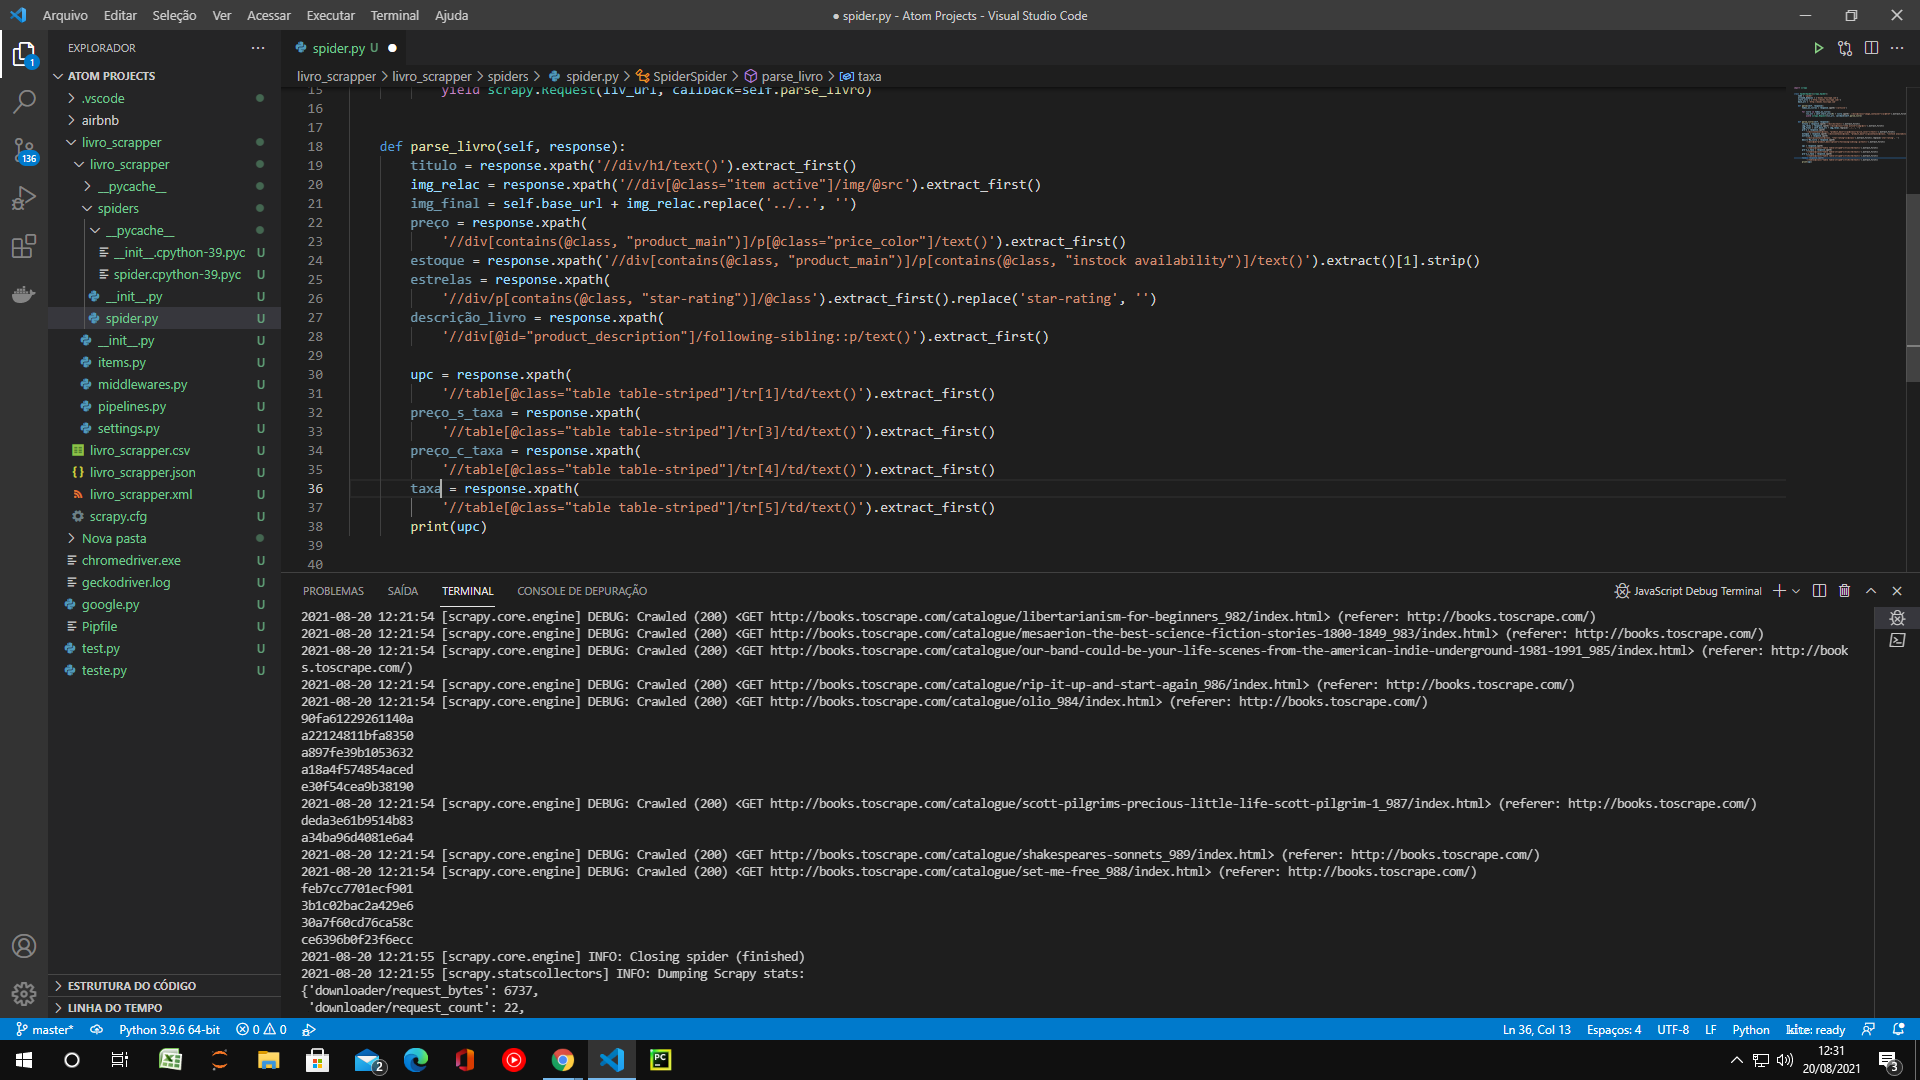 Arquivo Editar Seleção Ver Acessar Executar Terminal Ajuda
● spider.py - Atom Projects - Visual Studio Code
EXPLORADOR
spider.py U
1
ATOM PROJECTS
livro_scrapper > livro_scrapper > spiders > spider.py > SpiderSpider > parse_livro > taxa
.vscode
airbnb
livro_scrapper
livro_scrapper
__pycache__
spiders
__pycache__
__init__.cpython-39.pyc U
spider.cpython-39.pyc U
__init__.py U
spider.py U
__init__.py U
items.py U
middlewares.py U
pipelines.py U
settings.py U
livro_scrapper.csv U
livro_scrapper.json U
livro_scrapper.xml U
scrapy.cfg U
Nova pasta
chromedriver.exe U
geckodriver.log U
google.py U
Pipfile U
test.py U
teste.py U
136
ESTRUTURA DO CÓDIGO
LINHA DO TEMPO
15 yield scrapy.Request(liv_url, callback=self.parse_livro)
16
17
18 def parse_livro(self, response):
19 titulo = response.xpath('//div/h1/text()').extract_first()
20 img_relac = response.xpath('//div[@class="item active"]/img/@src').extract_first()
21 img_final = self.base_url + img_relac.replace('../..', '')
22 preço = response.xpath(
23 '//div[contains(@class, "product_main")]/p[@class="price_color"]/text()').extract_first()
24 estoque = response.xpath('//div[contains(@class, "product_main")]/p[contains(@class, "instock availability")]/text()').extract()[1].strip()
25 estrelas = response.xpath(
26 '//div/p[contains(@class, "star-rating")]/@class').extract_first().replace('star-rating', '')
27 descrição_livro = response.xpath(
28 '//div[@id="product_description"]/following-sibling::p/text()').extract_first()
29
30 upc = response.xpath(
31 '//table[@class="table table-striped"]/tr[1]/td/text()').extract_first()
32 preço_s_taxa = response.xpath(
33 '//table[@class="table table-striped"]/tr[3]/td/text()').extract_first()
34 preço_c_taxa = response.xpath(
35 '//table[@class="table table-striped"]/tr[4]/td/text()').extract_first()
36 taxa = response.xpath(
37 '//table[@class="table table-striped"]/tr[5]/td/text()').extract_first()
38 print(upc)
39
40
PROBLEMAS SAÍDA TERMINAL CONSOLE DE DEPURAÇÃO
JavaScript Debug Terminal
2021-08-20 12:21:54 [scrapy.core.engine] DEBUG: Crawled (200) <GET http://books.toscrape.com/catalogue/libertarianism-for-beginners_982/index.html> (referer: http://books.toscrape.com/)
2021-08-20 12:21:54 [scrapy.core.engine] DEBUG: Crawled (200) <GET http://books.toscrape.com/catalogue/mesaerion-the-best-science-fiction-stories-1800-1849_983/index.html> (referer: http://books.toscrape.com/)
2021-08-20 12:21:54 [scrapy.core.engine] DEBUG: Crawled (200) <GET http://books.toscrape.com/catalogue/our-band-could-be-your-life-scenes-from-the-american-indie-underground-1981-1991_985/index.html> (referer: http://book
s.toscrape.com/)
2021-08-20 12:21:54 [scrapy.core.engine] DEBUG: Crawled (200) <GET http://books.toscrape.com/catalogue/rip-it-up-and-start-again_986/index.html> (referer: http://books.toscrape.com/)
2021-08-20 12:21:54 [scrapy.core.engine] DEBUG: Crawled (200) <GET http://books.toscrape.com/catalogue/olio_984/index.html> (referer: http://books.toscrape.com/)
90fa61229261140a
a22124811bfa8350
a897fe39b1053632
a18a4f574854aced
e30f54cea9b38190
2021-08-20 12:21:54 [scrapy.core.engine] DEBUG: Crawled (200) <GET http://books.toscrape.com/catalogue/scott-pilgrims-precious-little-life-scott-pilgrim-1_987/index.html> (referer: http://books.toscrape.com/)
deda3e61b9514b83
a34ba96d4081e6a4
2021-08-20 12:21:54 [scrapy.core.engine] DEBUG: Crawled (200) <GET http://books.toscrape.com/catalogue/shakespeares-sonnets_989/index.html> (referer: http://books.toscrape.com/)
2021-08-20 12:21:54 [scrapy.core.engine] DEBUG: Crawled (200) <GET http://books.toscrape.com/catalogue/set-me-free_988/index.html> (referer: http://books.toscrape.com/)
feb7cc7701ecf901
3b1c02bac2a429e6
30a7f60cd76ca58c
ce6396b0f23f6ecc
2021-08-20 12:21:55 [scrapy.core.engine] INFO: Closing spider (finished)
2021-08-20 12:21:55 [scrapy.statscollectors] INFO: Dumping Scrapy stats:
{'downloader/request_bytes': 6737,
'downloader/request_count': 22,
master* Python 3.9.6 64-bit 0 0
Ln 36, Col 13 Espaços: 4 UTF-8 LF Python kite: ready
2
PC
12:31
20/08/2021
3